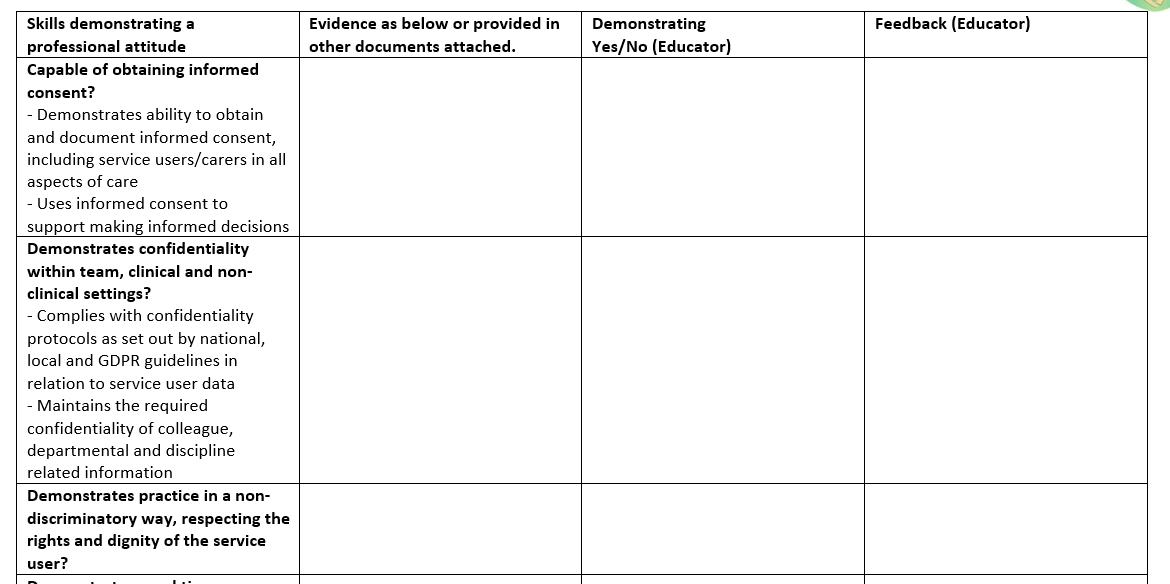 Skills demonstrating a
professional attitude
Evidence as below or provided in
other documents attached.
Demonstrating
Yes/No (Educator)
Feedback (Educator)
Capable of obtaining informed
consent?
- Demonstrates ability to obtain
and document informed consent,
including service users/carers in all
aspects of care
- Uses informed consent to
support making informed decisions
Demonstrates confidentiality
within team, clinical and non-
clinical settings?
- Complies with confidentiality
protocols as set out by national,
local and GDPR guidelines in
relation to service user data
- Maintains the required
confidentiality of colleague,
departmental and discipline
related information
Demonstrates practice in a non-
discriminatory way, respecting the
rights and dignity of the service
user?